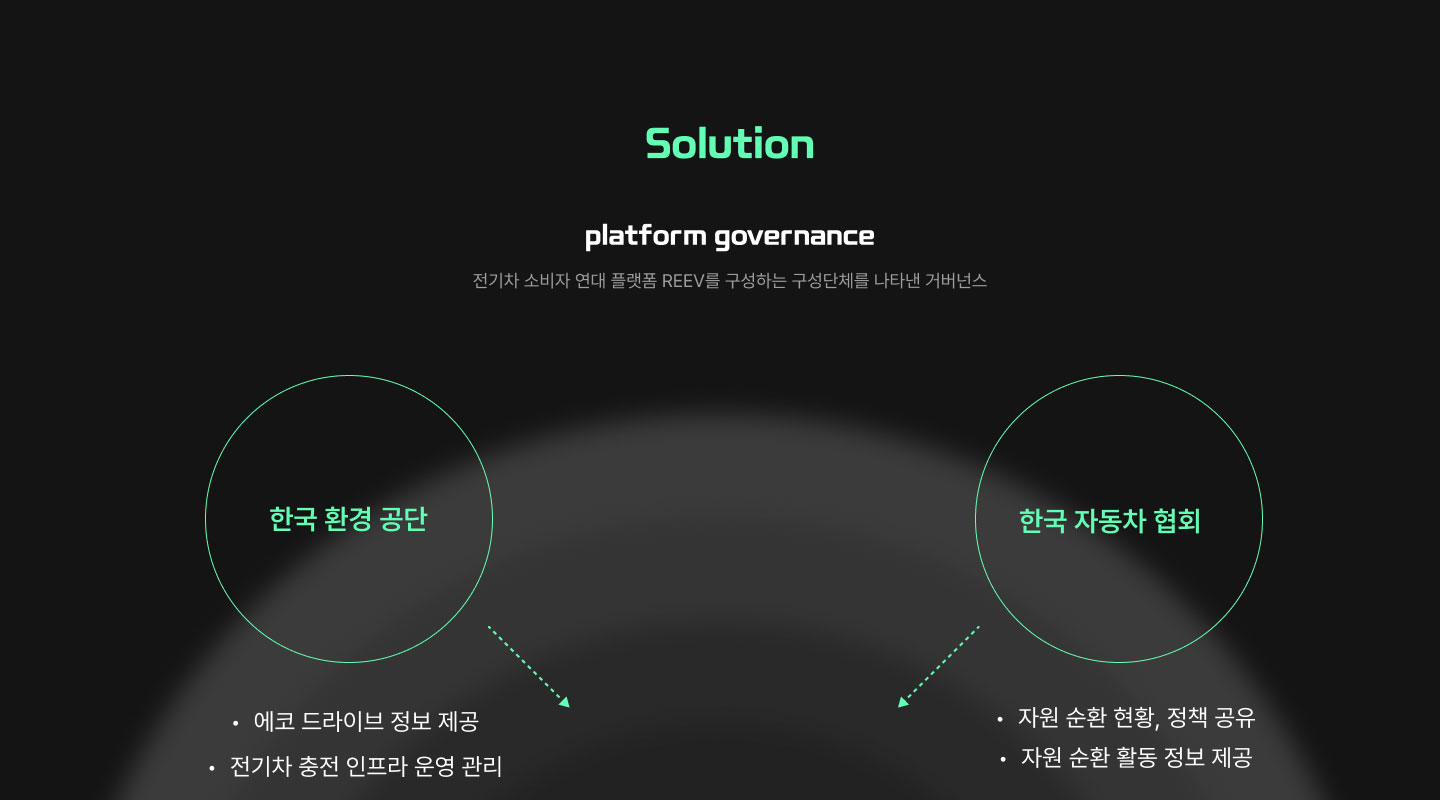 Solution
platform governance
전기차 소비자 연대 플랫폼 REEV를 구성하는 구성단체를 나타낸 거버넌스
한국 환경 공단
한국 자동차 협회
• 에코 드라이브 정보 제공
• 전기차 충전 인프라 운영 관리
• 자원 순환 현황, 정책 공유
• 자원 순환 활동 정보 제공